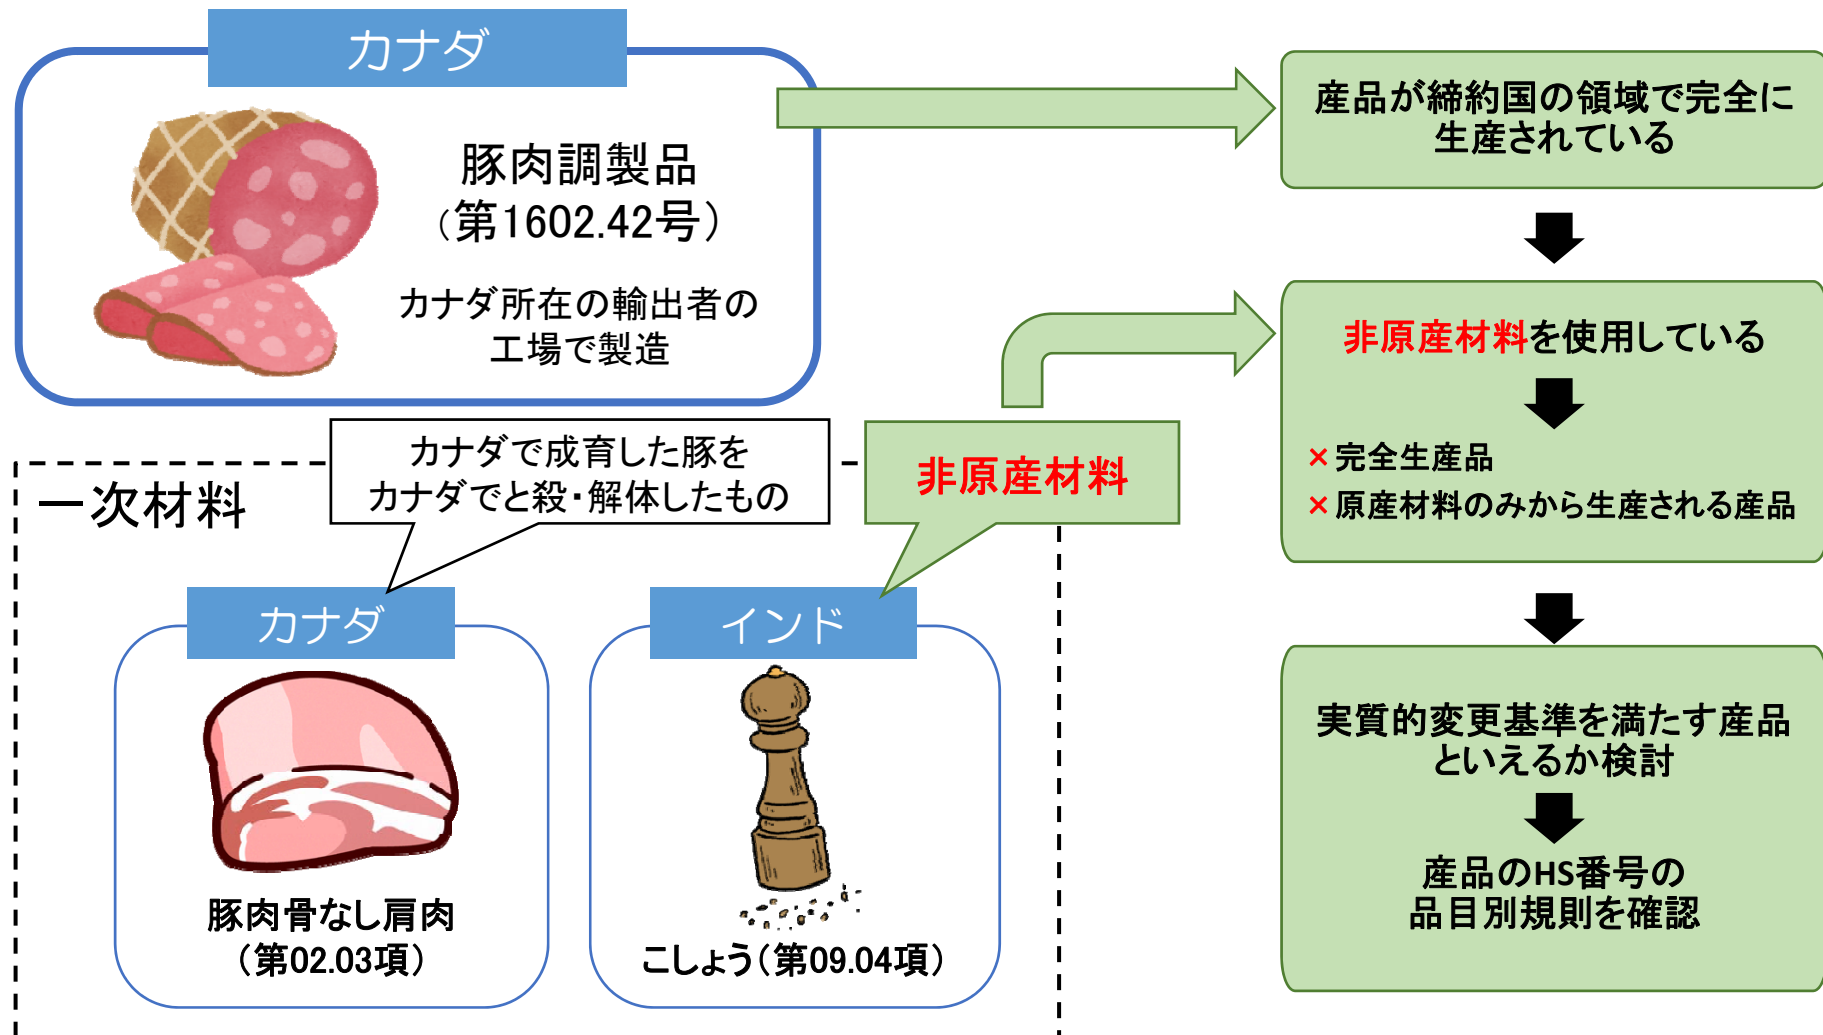 カナダ
豚肉調製品
（第1602.42号）
カナダ所在の輸出者の
工場で製造
産品が締約国の領域で完全に
生産されている
非原産材料を使用している
×完全生産品
×原産材料のみから生産される産品
実質的変更基準を満たす産品
といえるか検討
産品のHS番号の
品目別規則を確認
一次材料
カナダで成育した豚を
カナダでと殺・解体したもの
非原産材料
カナダ
豚肉骨なし肩肉
（第02.03項）
インド
こしょう（第09.04項）